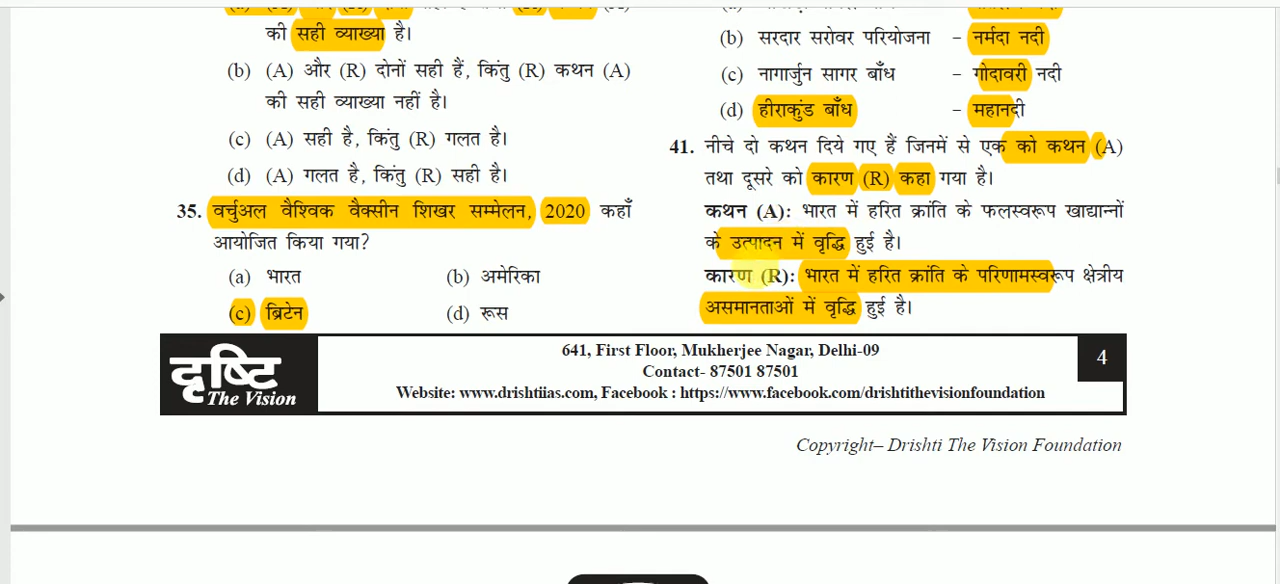 की सही व्याख्या है।
(b) (A) और (R) दोनों सही हैं, किंतु (R) कथन (A)
की सही व्याख्या नहीं है।
(c) (A) सही है, किंतु (R) गलत है।
(d) (A) गलत है, किंतु (R) सही है।
35. वर्चुअल वैश्विक वैक्सीन शिखर सम्मेलन, 2020 कहाँ
आयोजित किया गया?
(a) भारत (b) अमेरिका
(c) ब्रिटेन (d) रूस
(b) सरदार सरोवर परियोजना – नर्मदा नदी
(c) नागार्जुन सागर बाँध – गोदावरी नदी
(d) हीराकुंड बाँध – महानदी
41. नीचे दो कथन दिये गए हैं जिनमें से एक को कथन (A)
तथा दूसरे को कारण (R) कहा गया है।
कथन (A): भारत में हरित क्रांति के फलस्वरूप खाद्यान्नों
के उत्पादन में वृद्धि हुई है।
कारण (R): भारत में हरित क्रांति के परिणामस्वरूप क्षेत्रीय
असमानताओं में वृद्धि हुई है।
दृष्टि
The Vision
641, First Floor, Mukherjee Nagar, Delhi-09
Contact- 87501 87501
Website: www.drishtiias.com, Facebook : https://www.facebook.com/drishtithevisionfoundation
4
Copyright– Drishti The Vision Foundation